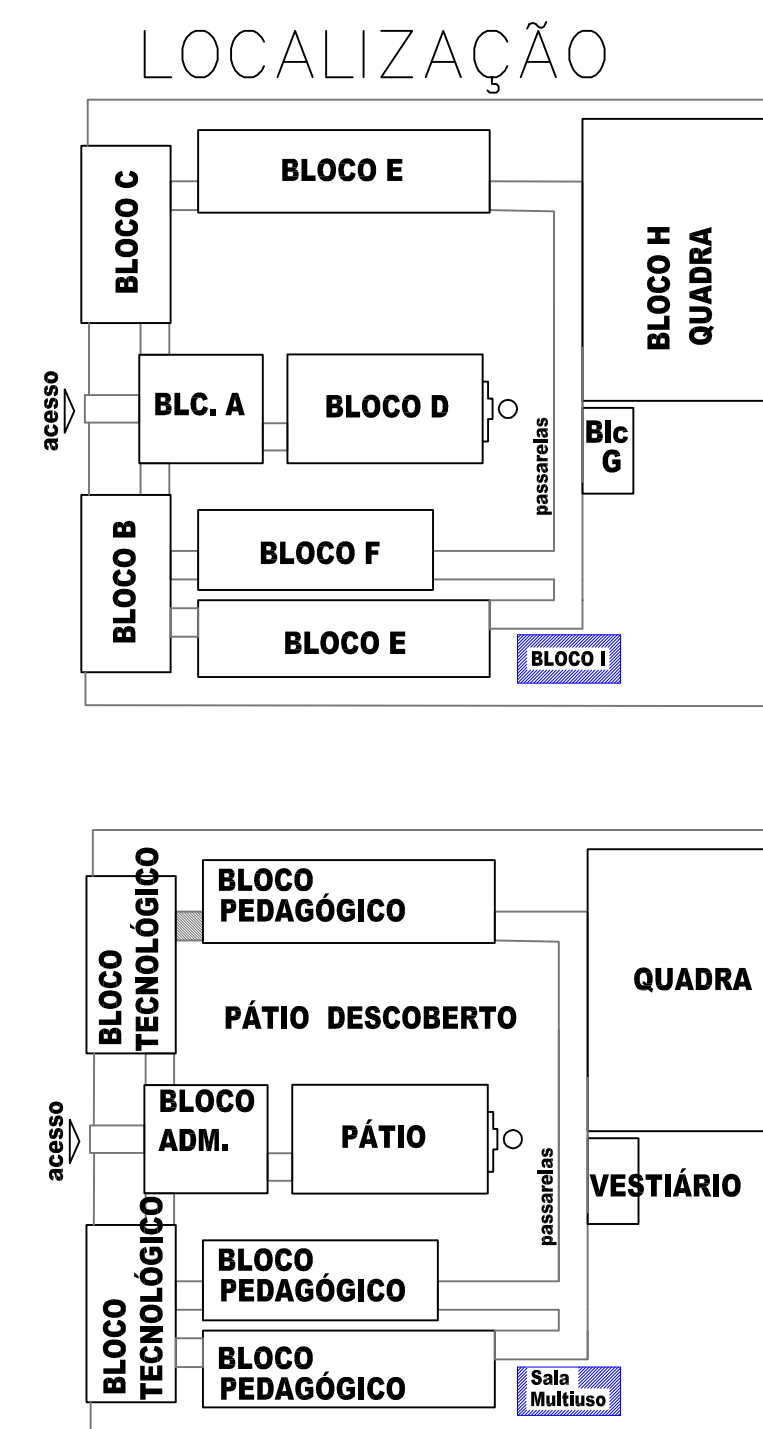 LOCALIZAÇÃO
BLOCO E
BLOCO C
BLOCO H
QUADRA
acesso
BLC. A
BLOCO D
passarelas
Blc
G
BLOCO B
BLOCO F
BLOCO E
BLOCO I
BLOCO
TECNOLÓGICO
BLOCO
PEDAGÓGICO
QUADRA
PÁTIO DESCOBERTO
acesso
BLOCO
ADM.
PÁTIO
passarelas
VESTIÁRIO
BLOCO
TECNOLÓGICO
BLOCO
PEDAGÓGICO
BLOCO
PEDAGÓGICO
Sala
Multiuso